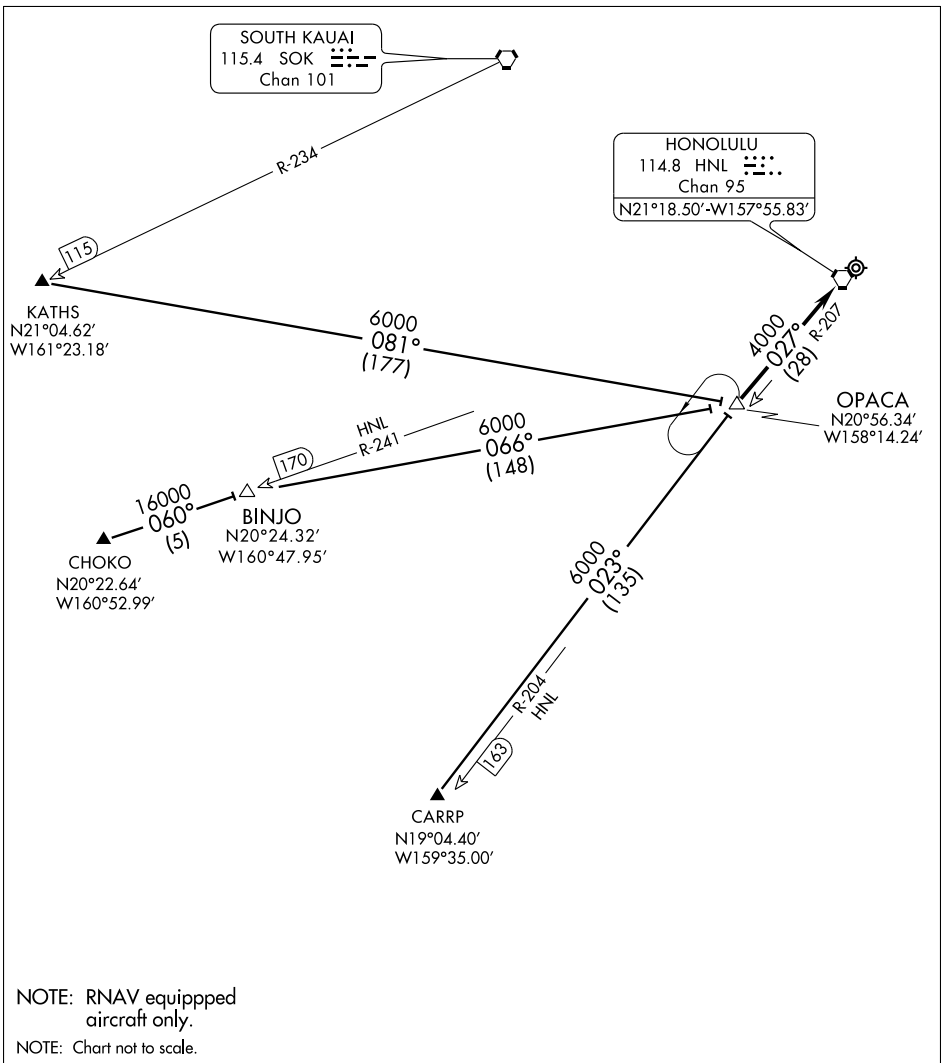 SOUTH KAUAI
115.4 SOK
Chan 101
R-234
HONOLULU
114.8 HNL
Chan 95
N21°18.50′-W157°55.83′
115
KATHS
N21°04.62′
W161°23.18′
6000
081°
(177)
4000
027°
(28)
R-207
OPACA
N20°56.34′
W158°14.24′
HNL
R-241
170
6000
066°
(148)
16000
060°
(5)
BINJO
N20°24.32′
W160°47.95′
CHOKO
N20°22.64′
W160°52.99′
6000
023°
(135)
R-204
HNL
163
CARRP
N19°04.40′
W159°35.00′
NOTE: RNAV equippped
aircraft only.
NOTE: Chart not to scale.